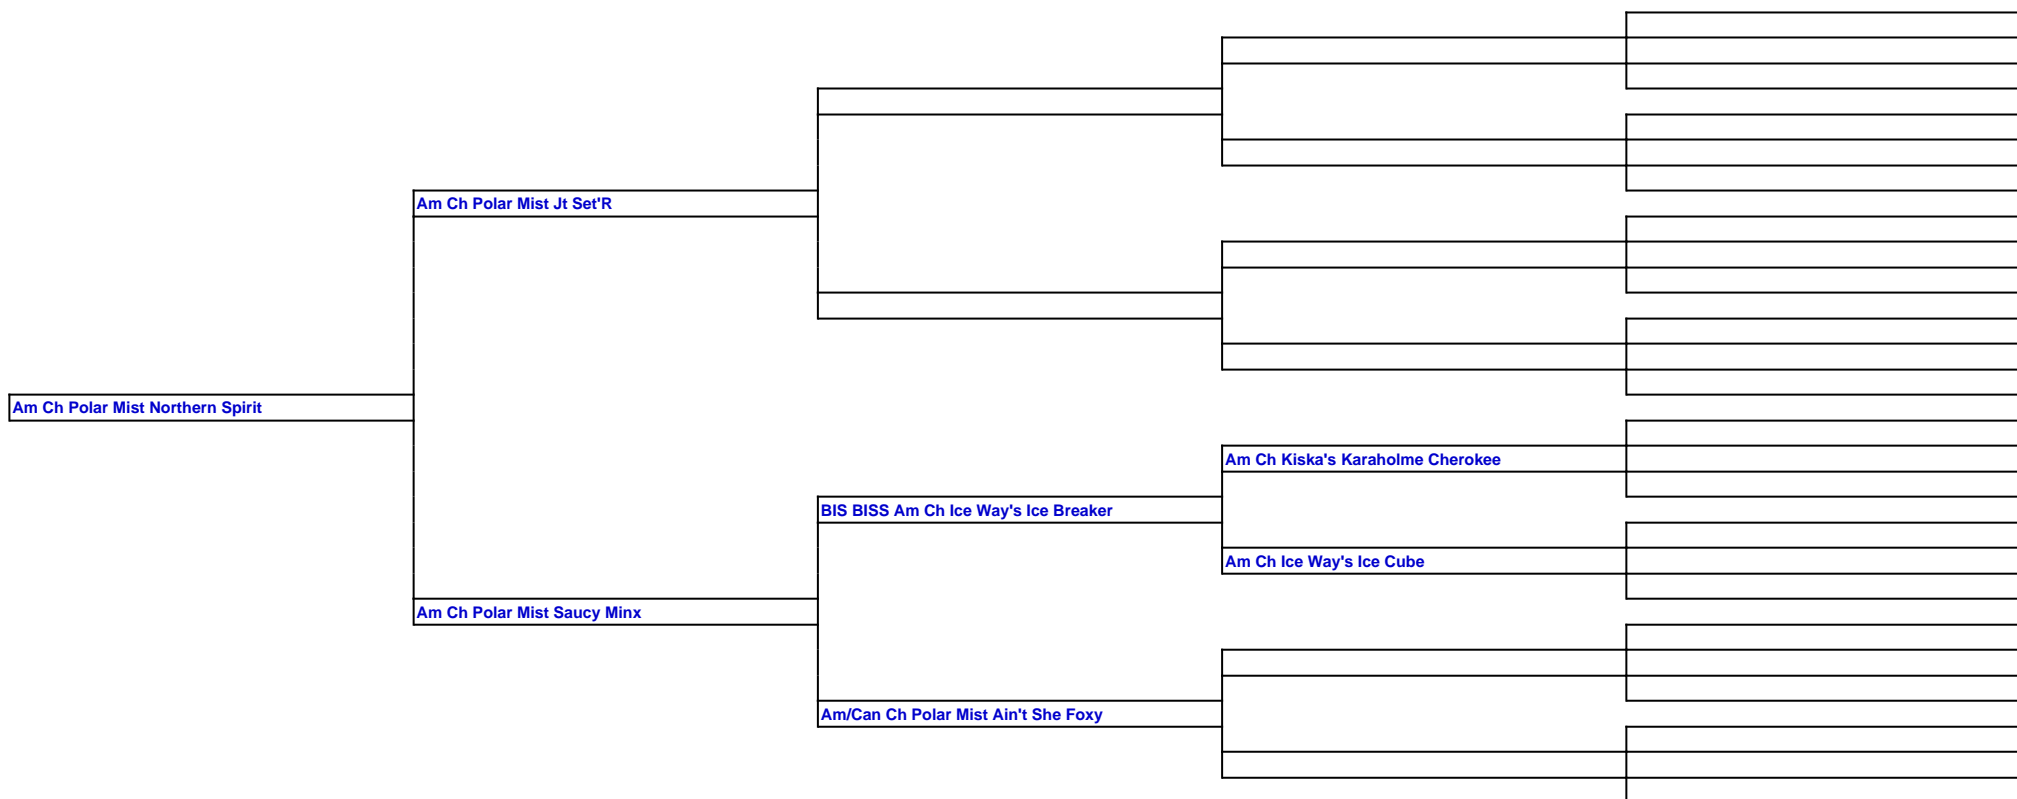 Am Ch Polar Mist Jt Set'R
Am Ch Polar Mist Northern Spirit
Am Ch Kiska's Karaholme Cherokee
BIS BISS Am Ch Ice Way's Ice Breaker
Am Ch Ice Way's Ice Cube
Am Ch Polar Mist Saucy Minx
Am/Can Ch Polar Mist Ain't She Foxy